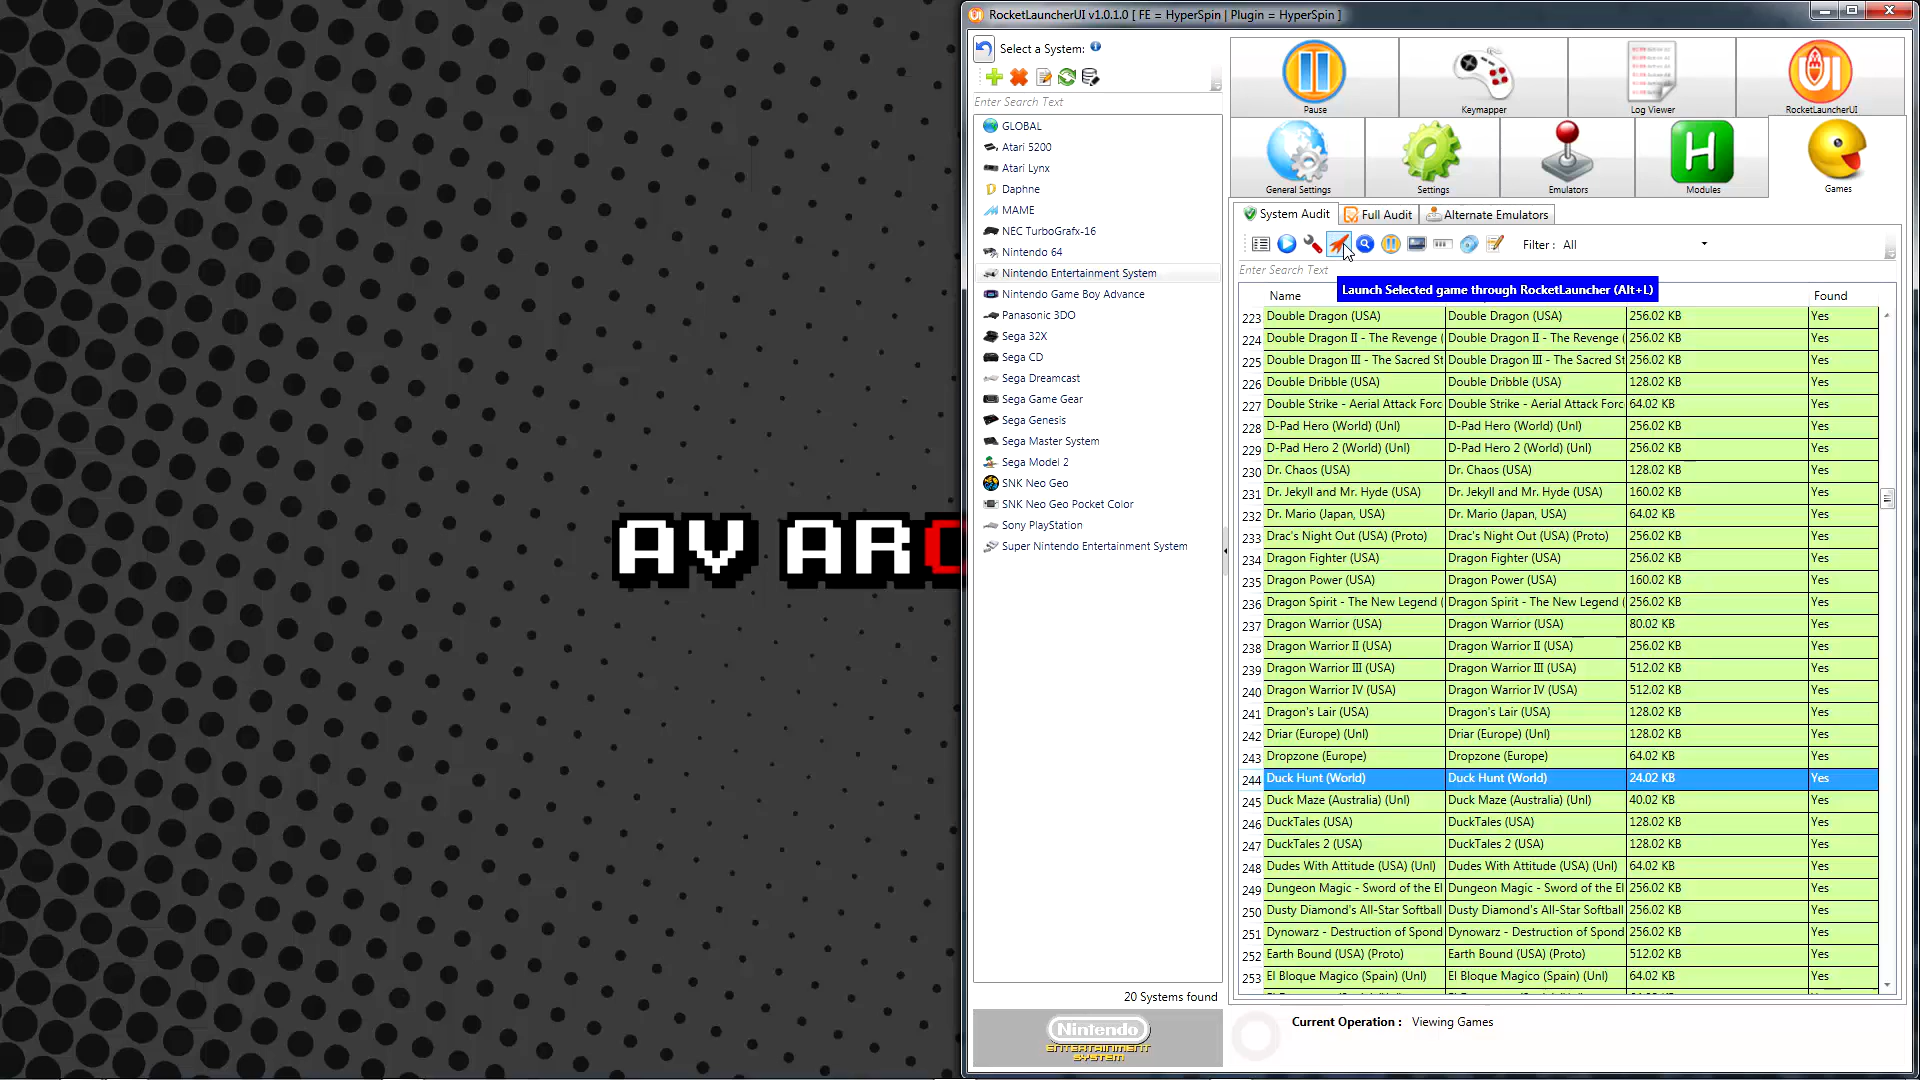 RocketLauncherUI v1.0.1.0 [ FE = HyperSpin | Plugin = HyperSpin ]
Select a System:
Enter Search Text
GLOBAL
Atari 5200
Atari Lynx
Daphne
MAME
NEC TurboGrafx-16
Nintendo 64
Nintendo Entertainment System
Nintendo Game Boy Advance
Panasonic 3DO
Sega 32X
Sega CD
Sega Dreamcast
Sega Game Gear
Sega Genesis
Sega Master System
Sega Model 2
SNK Neo Geo
SNK Neo Geo Pocket Color
Sony PlayStation
Super Nintendo Entertainment System
20 Systems found
Nintendo
ENTERTAINMENT
SYSTEM
AV AR
Pause
Keymapper
Log Viewer
UI
RocketLauncherUI
General Settings
Settings
Emulators
H
Modules
Games
System Audit
Full Audit
Alternate Emulators
Filter : All
Enter Search Text
Launch Selected game through RocketLauncher (Alt+L)
Name Found
223 Double Dragon (USA) Double Dragon (USA) 256.02 KB Yes
224 Double Dragon II - The Revenge ( Double Dragon II - The Revenge ( 256.02 KB Yes
225 Double Dragon III - The Sacred St Double Dragon III - The Sacred St 256.02 KB Yes
226 Double Dribble (USA) Double Dribble (USA) 128.02 KB Yes
227 Double Strike - Aerial Attack Forc Double Strike - Aerial Attack Forc 64.02 KB Yes
228 D-Pad Hero (World) (Unl) D-Pad Hero (World) (Unl) 256.02 KB Yes
229 D-Pad Hero 2 (World) (Unl) D-Pad Hero 2 (World) (Unl) 256.02 KB Yes
230 Dr. Chaos (USA) Dr. Chaos (USA) 128.02 KB Yes
231 Dr. Jekyll and Mr. Hyde (USA) Dr. Jekyll and Mr. Hyde (USA) 160.02 KB Yes
232 Dr. Mario (Japan, USA) Dr. Mario (Japan, USA) 64.02 KB Yes
233 Drac's Night Out (USA) (Proto) Drac's Night Out (USA) (Proto) 256.02 KB Yes
234 Dragon Fighter (USA) Dragon Fighter (USA) 256.02 KB Yes
235 Dragon Power (USA) Dragon Power (USA) 160.02 KB Yes
236 Dragon Spirit - The New Legend ( Dragon Spirit - The New Legend ( 256.02 KB Yes
237 Dragon Warrior (USA) Dragon Warrior (USA) 80.02 KB Yes
238 Dragon Warrior II (USA) Dragon Warrior II (USA) 256.02 KB Yes
239 Dragon Warrior III (USA) Dragon Warrior III (USA) 512.02 KB Yes
240 Dragon Warrior IV (USA) Dragon Warrior IV (USA) 512.02 KB Yes
241 Dragon's Lair (USA) Dragon's Lair (USA) 128.02 KB Yes
242 Driar (Europe) (Unl) Driar (Europe) (Unl) 128.02 KB Yes
243 Dropzone (Europe) Dropzone (Europe) 64.02 KB Yes
244 Duck Hunt (World) Duck Hunt (World) 24.02 KB Yes
245 Duck Maze (Australia) (Unl) Duck Maze (Australia) (Unl) 40.02 KB Yes
246 DuckTales (USA) DuckTales (USA) 128.02 KB Yes
247 DuckTales 2 (USA) DuckTales 2 (USA) 128.02 KB Yes
248 Dudes With Attitude (USA) (Unl) Dudes With Attitude (USA) (Unl) 64.02 KB Yes
249 Dungeon Magic - Sword of the El Dungeon Magic - Sword of the El 256.02 KB Yes
250 Dusty Diamond's All-Star Softball Dusty Diamond's All-Star Softball 256.02 KB Yes
251 Dynowarz - Destruction of Spond Dynowarz - Destruction of Spond 256.02 KB Yes
252 Earth Bound (USA) (Proto) Earth Bound (USA) (Proto) 512.02 KB Yes
253 El Bloque Magico (Spain) (Unl) El Bloque Magico (Spain) (Unl) 64.02 KB Yes
Current Operation : Viewing Games